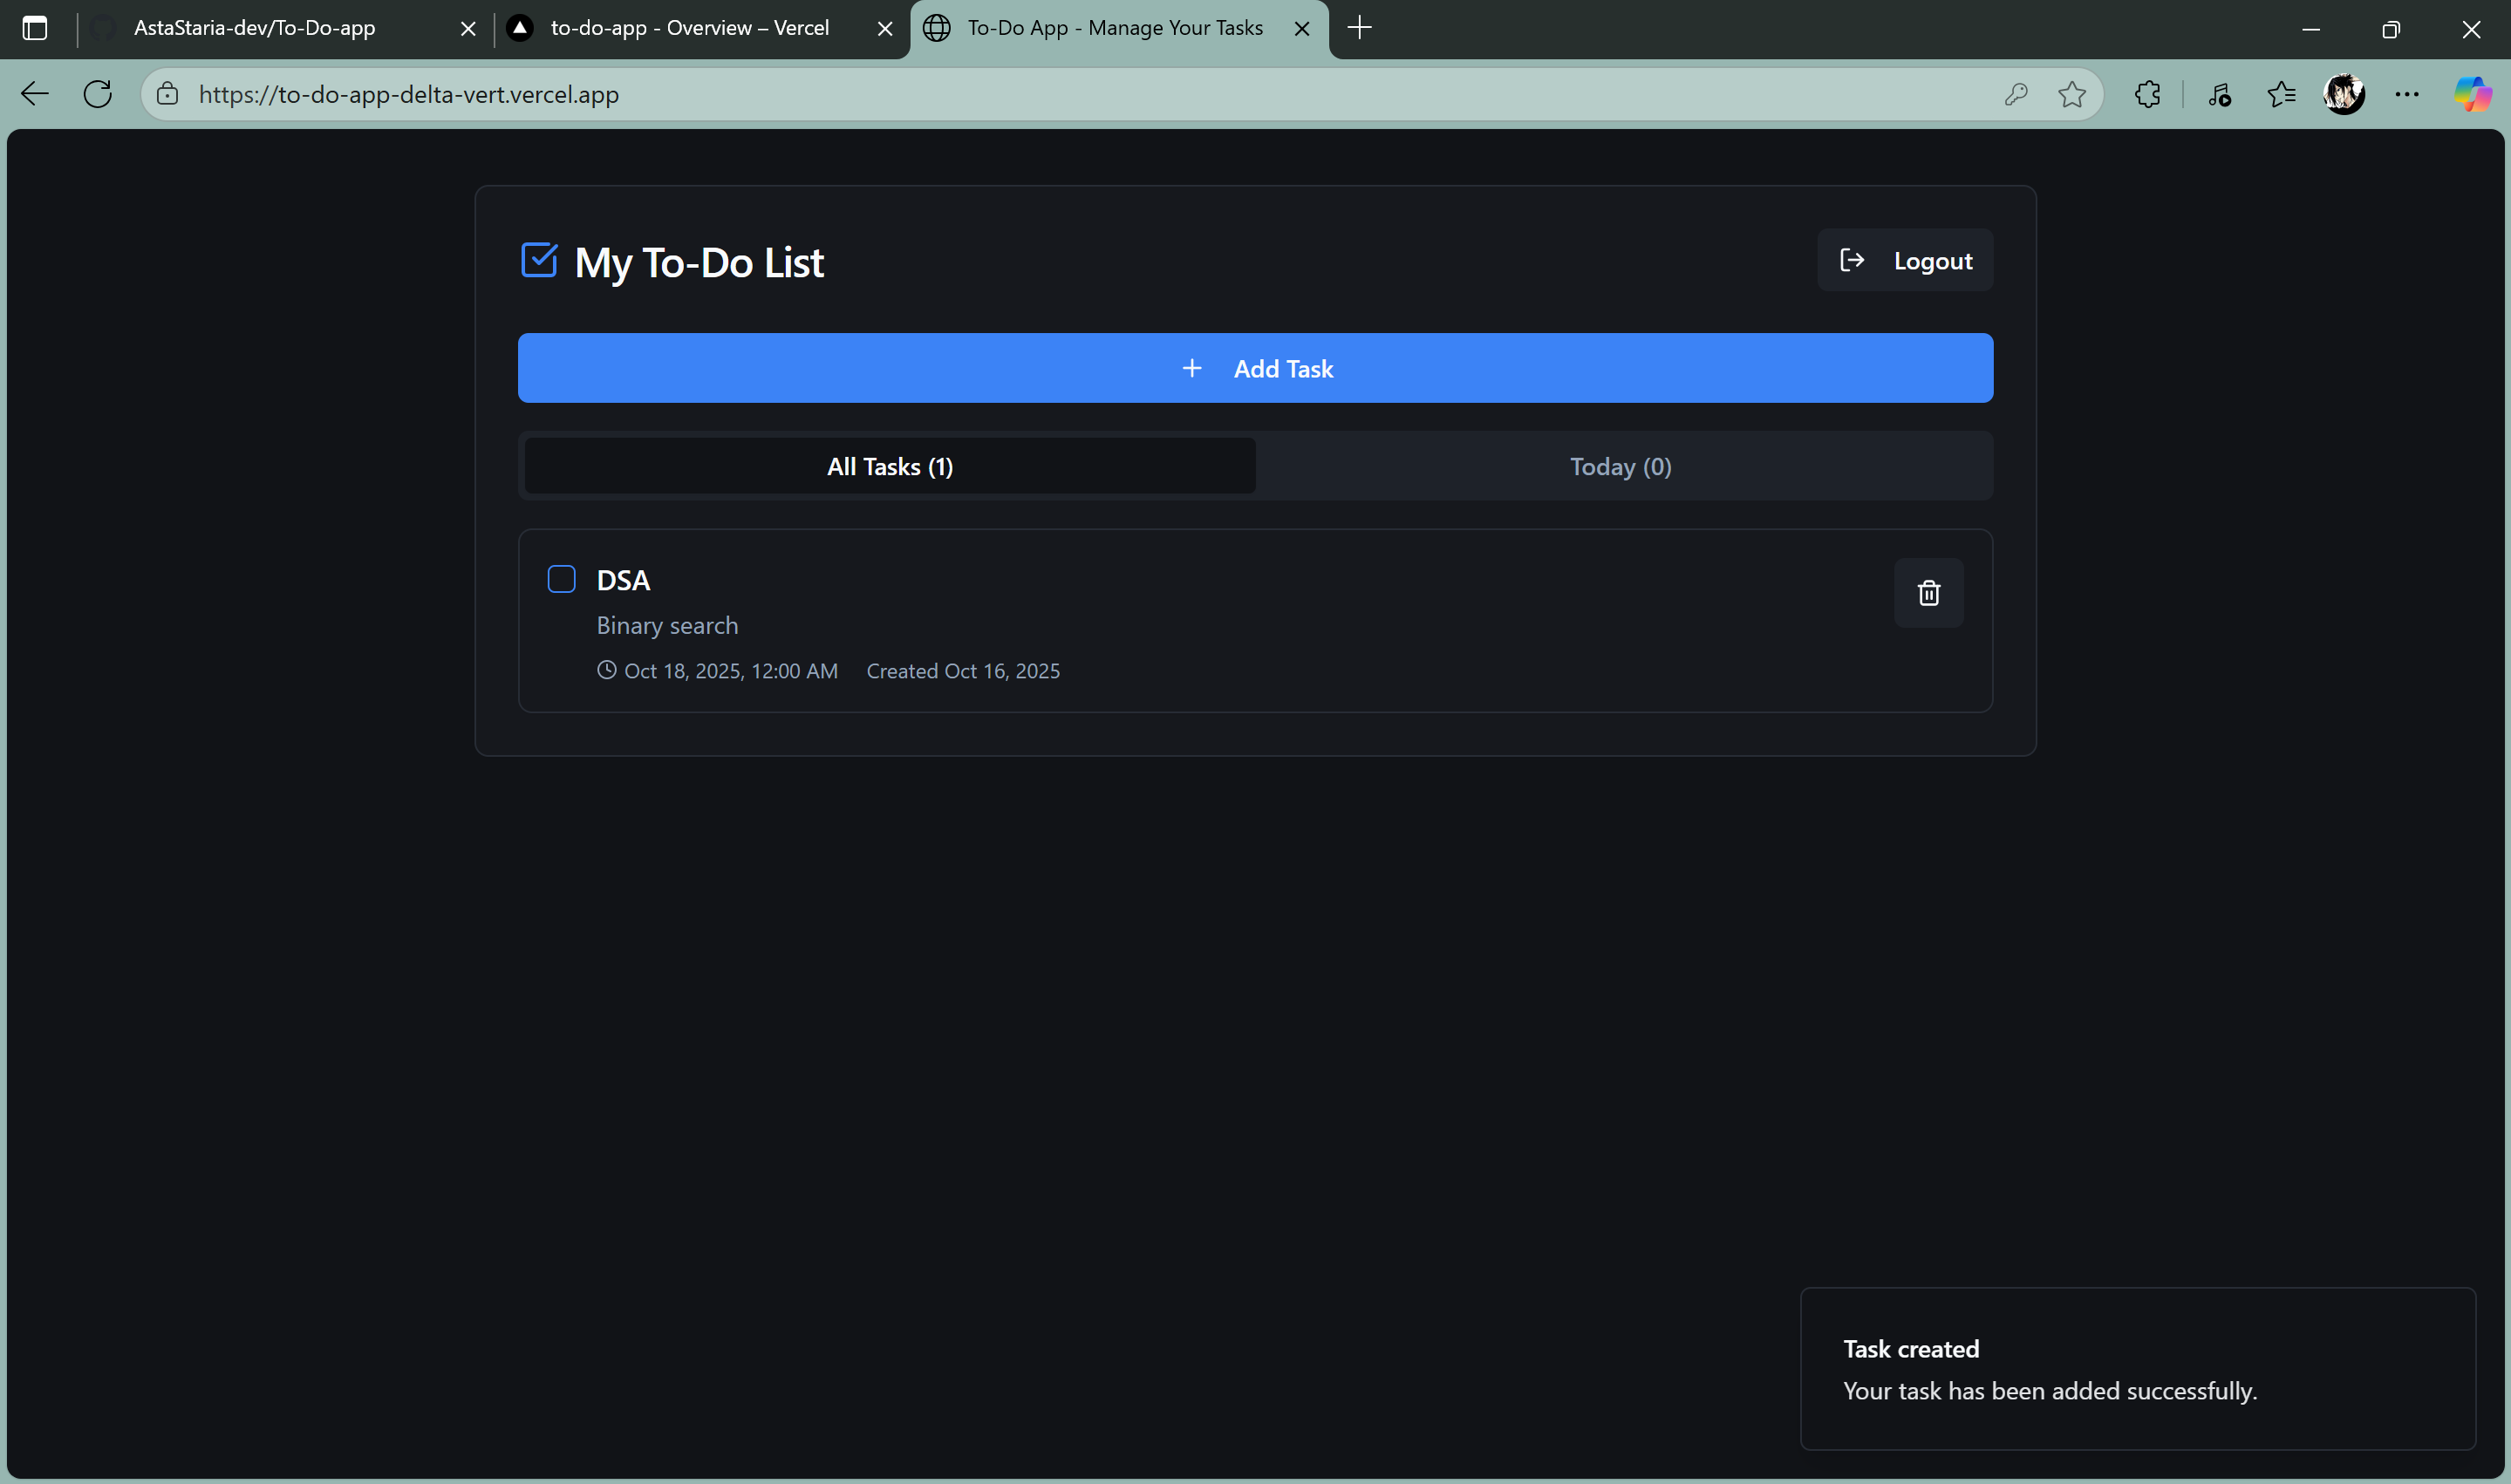 AstaStaria-dev/To-Do-app
to-do-app - Overview – Vercel
To-Do App - Manage Your Tasks
https://to-do-app-delta-vert.vercel.app
My To-Do List
Logout
Add Task
All Tasks (1)
Today (0)
DSA
Binary search
Oct 18, 2025, 12:00 AM Created Oct 16, 2025
Task created
Your task has been added successfully.